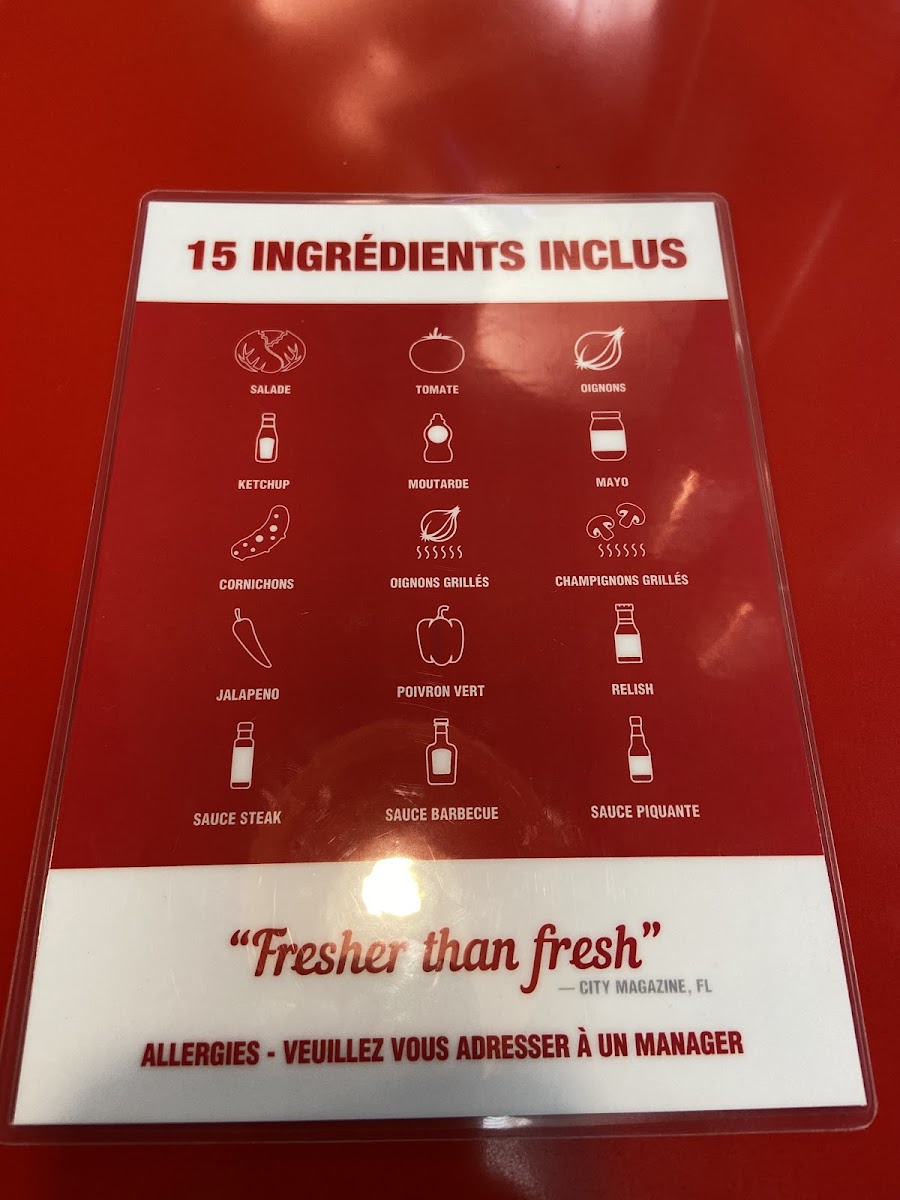 15 INGRÉDIENTS INCLUS
SALADE TOMATE OIGNONS
KETCHUP MOUTARDE MAYO
CORNICHONS OIGNONS GRILLÉS CHAMPIGNONS GRILLÉS
JALAPENO POIVRON VERT RELISH
SAUCE STEAK SAUCE BARBECUE SAUCE PIQUANTE
“Fresher than fresh”
— CITY MAGAZINE, FL
ALLERGIES - VEUILLEZ VOUS ADRESSER À UN MANAGER